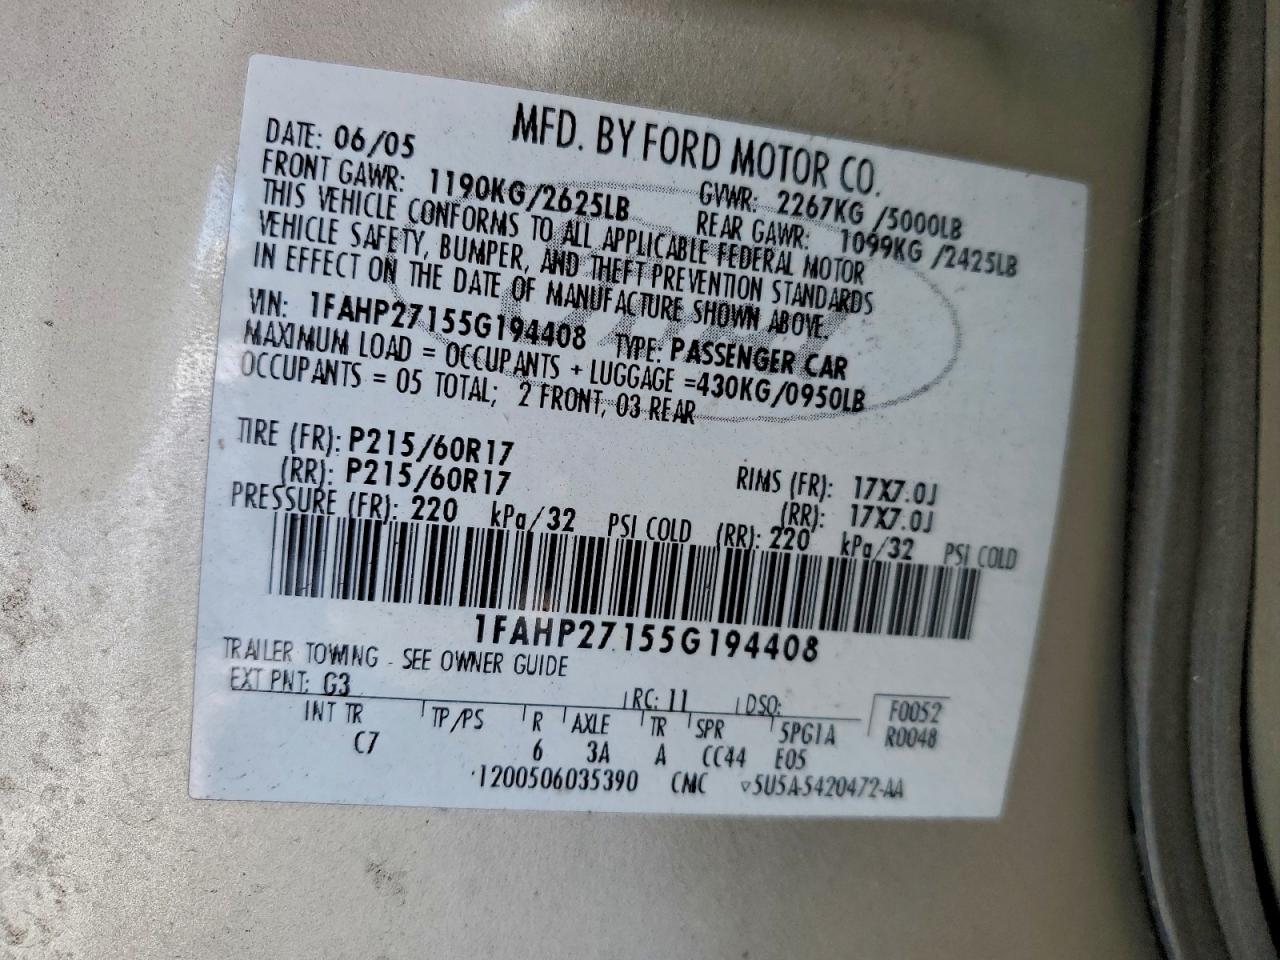 MFD. BY FORD MOTOR CO.
DATE: 06/05 GVWR: 2267KG /5000LB
FRONT GAWR: 1190KG/2625LB REAR GAWR: 1099KG /2425LB
THIS VEHICLE CONFORMS TO ALL APPLICABLE FEDERAL MOTOR
VEHICLE SAFETY, BUMPER, AND THEFT PREVENTION STANDARDS
IN EFFECT ON THE DATE OF MANUFACTURE SHOWN ABOVE.
VIN: 1FAHP27155G194408 TYPE: PASSENGER CAR
MAXIMUM LOAD = OCCUPANTS + LUGGAGE =430KG/0950LB
OCCUPANTS = 05 TOTAL; 2 FRONT, 03 REAR
TIRE (FR): P215/60R17 RIMS (FR): 17X7.0J
(RR): P215/60R17 (RR): 17X7.0J
PRESSURE (FR): 220 kPa/32 PSI COLD (RR): 220 kPa/32 PSI COLD
1FAHP27155G194408
TRAILER TOWING - SEE OWNER GUIDE
EXT PNT: G3 RC: 11 DSO: F0052
INT TR TP/PS R AXLE TR SPR 5PG1A R0048
C7 6 3A A CC44 E05
1200506035390 CMC ▽5U5A-5420472-AA